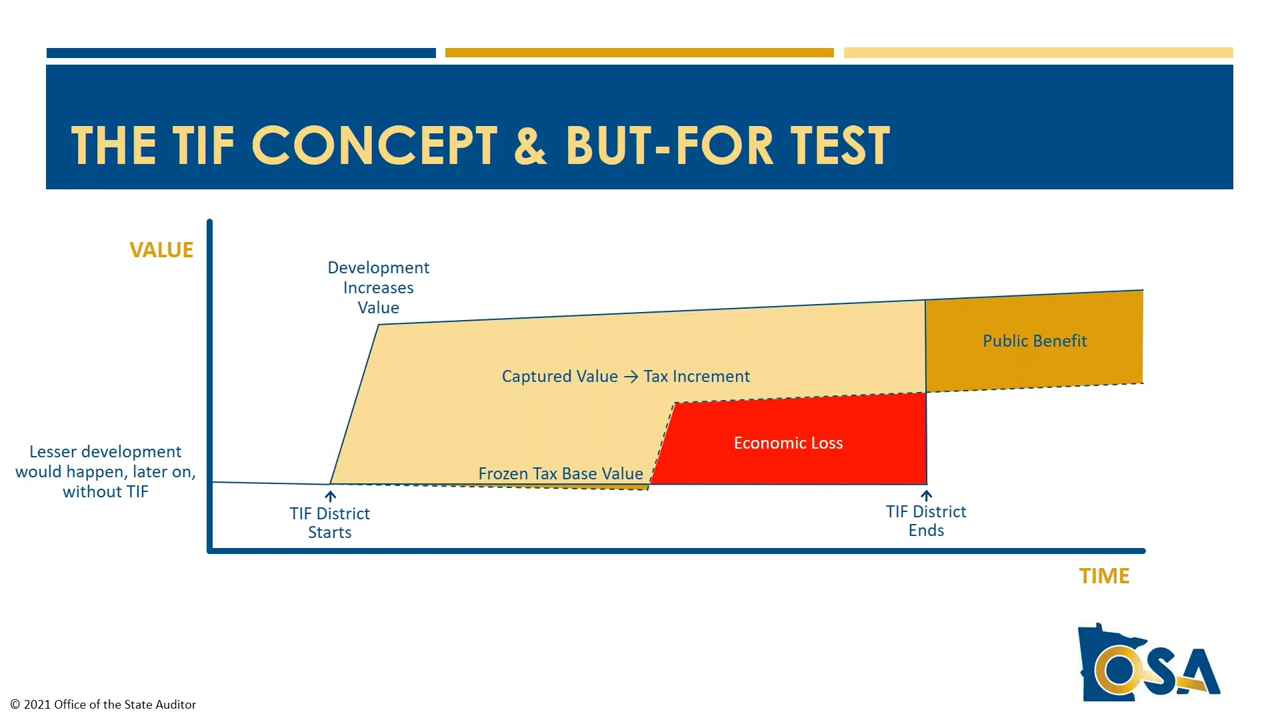 THE TIF CONCEPT & BUT-FOR TEST
VALUE
Development
Increases
Value
Public Benefit
Captured Value → Tax Increment
Economic Loss
Lesser development
would happen, later on,
without TIF
Frozen Tax Base Value
TIF District
Starts
TIF District
Ends
TIME
OSA
© 2021 Office of the State Auditor